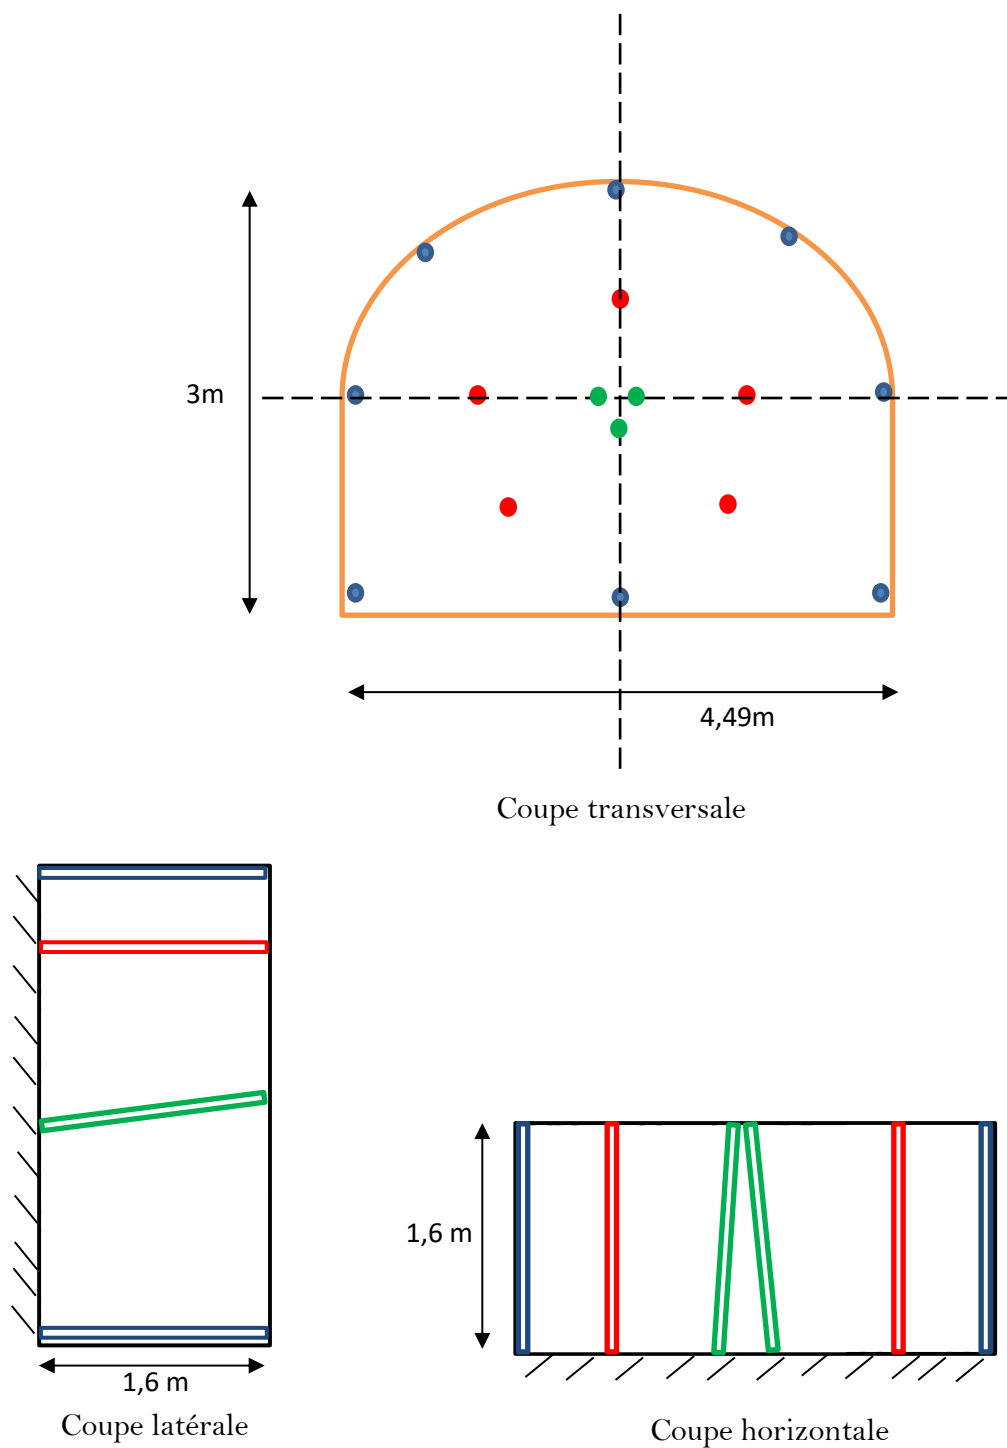 3m
4,49m
Coupe transversale
1,6 m
1,6 m
Coupe latérale
Coupe horizontale